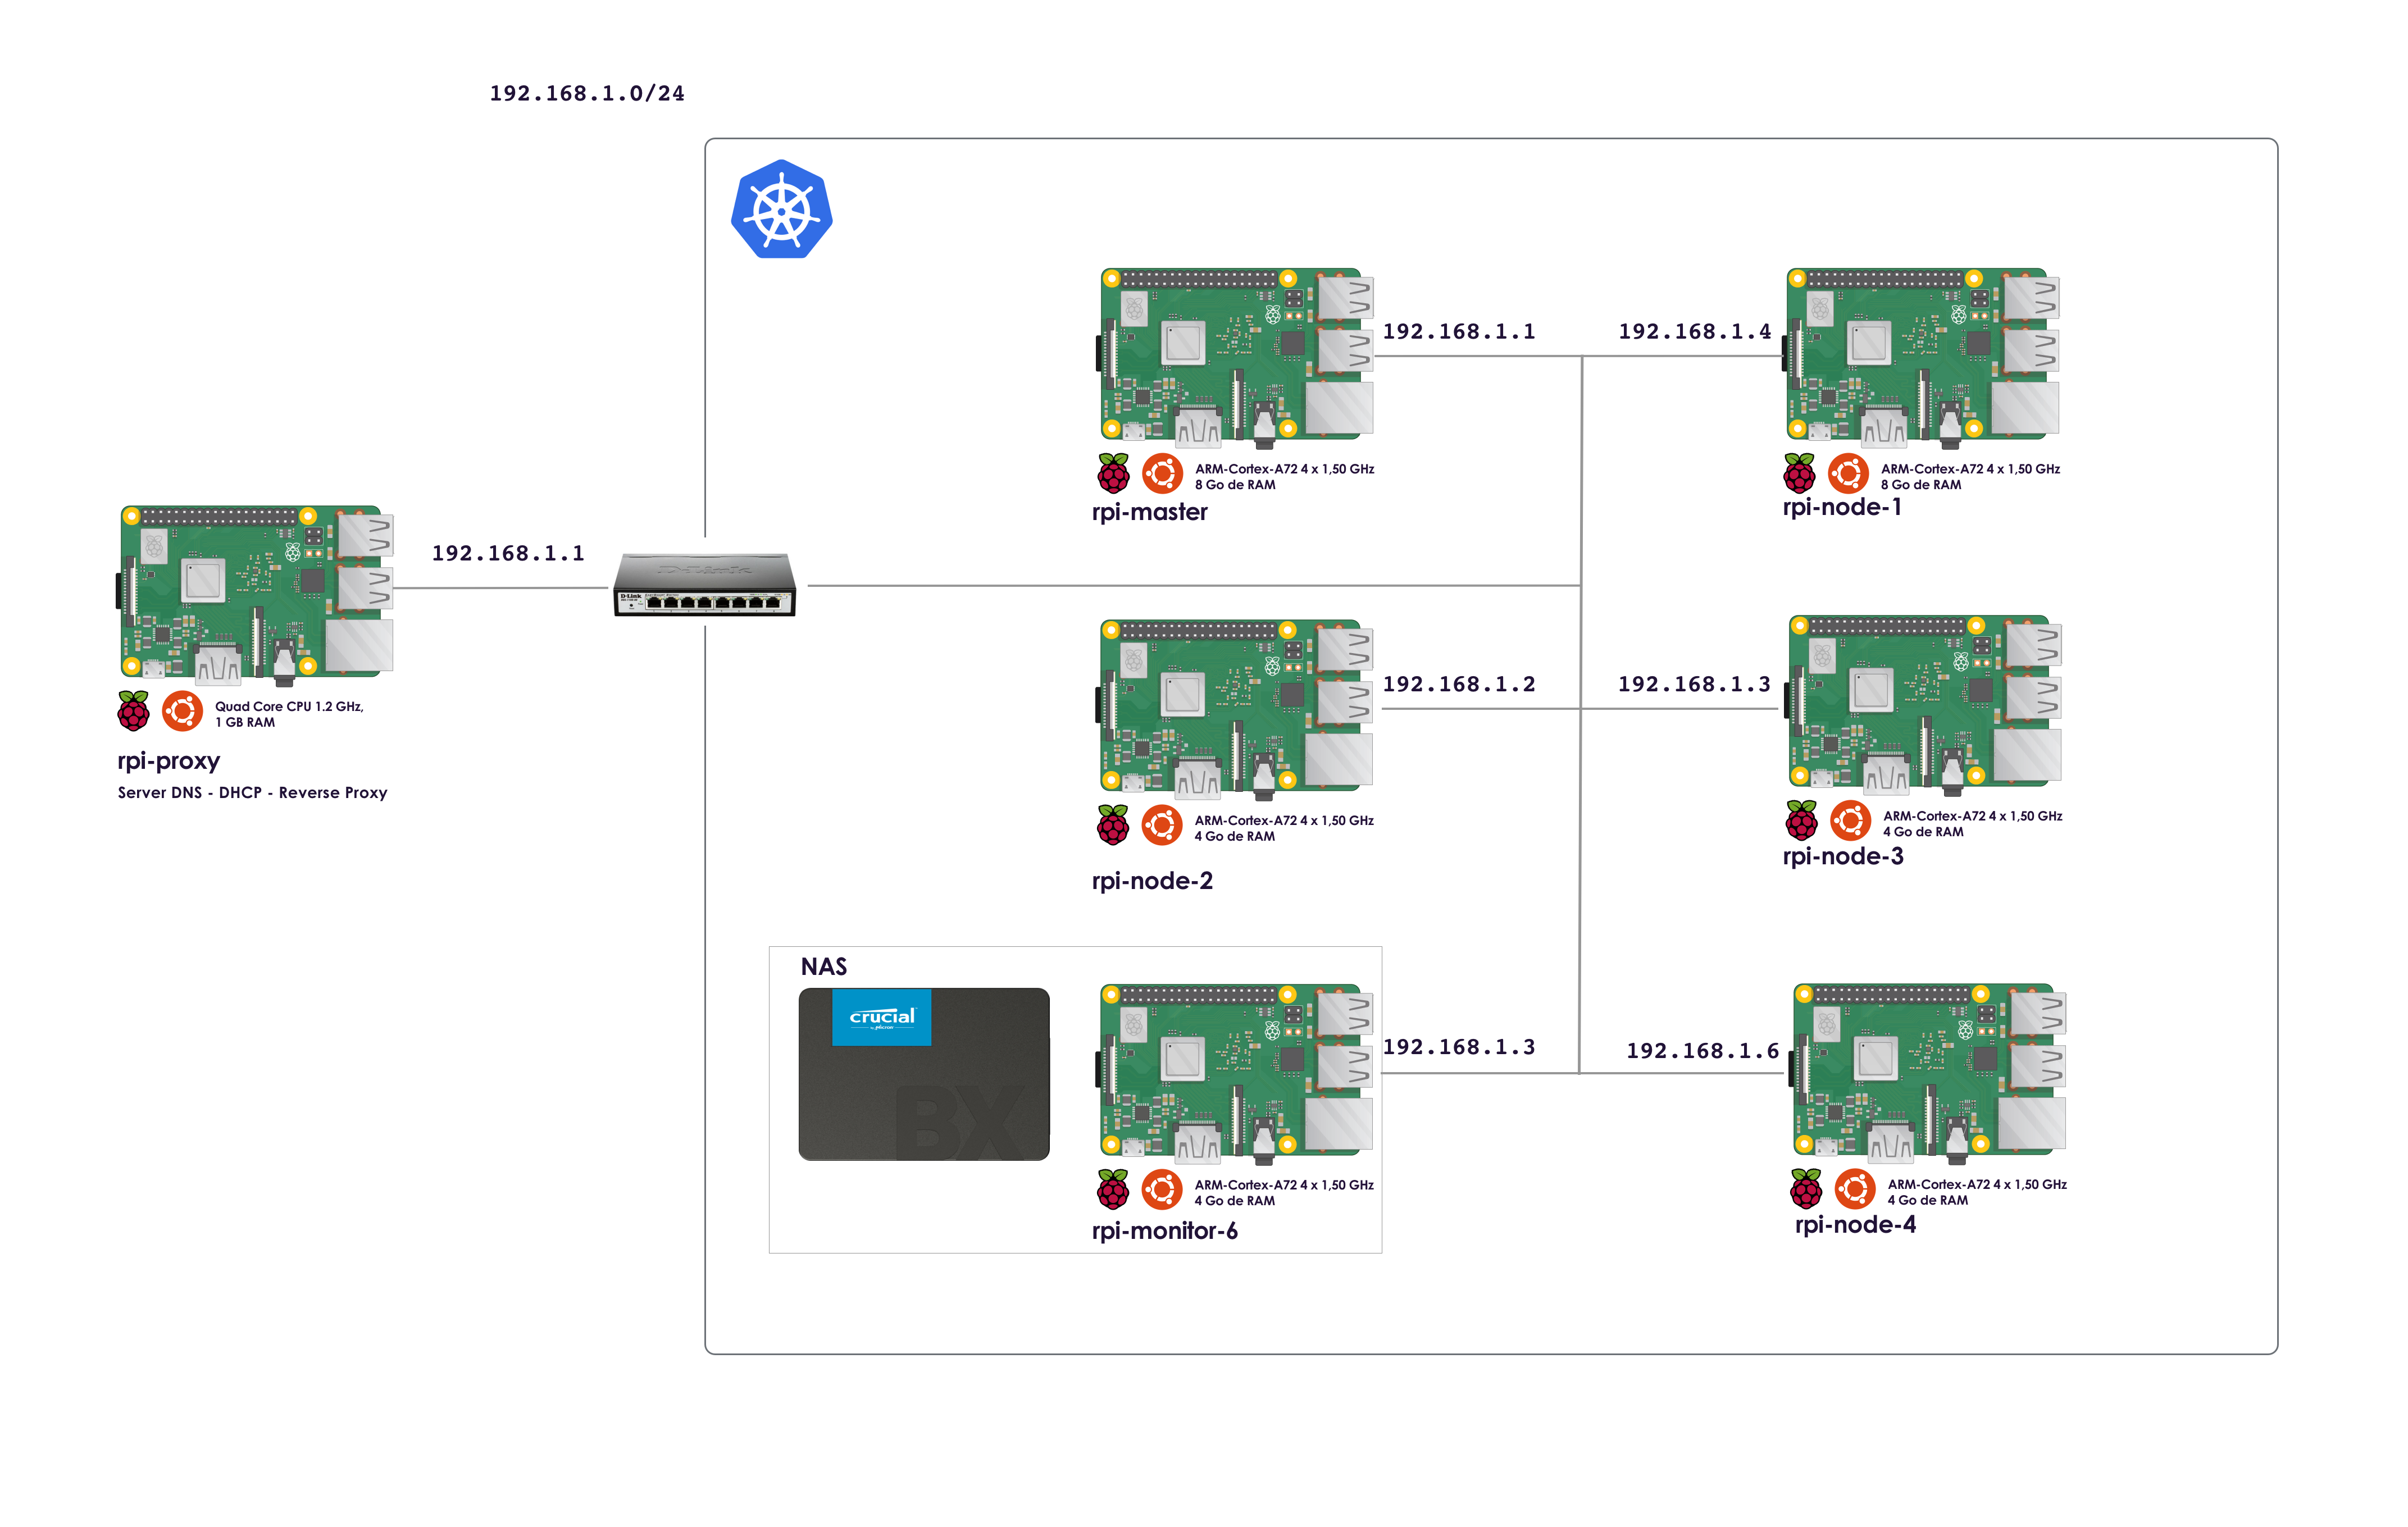 192.168.1.0/24
192.168.1.1
192.168.1.4
ARM-Cortex-A72 4 x 1,50 GHz
8 Go de RAM
rpi-master
ARM-Cortex-A72 4 x 1,50 GHz
8 Go de RAM
rpi-node-1
192.168.1.1
D-Link
D-Link
Quad Core CPU 1.2 GHz,
1 GB RAM
rpi-proxy
Server DNS - DHCP - Reverse Proxy
192.168.1.2
192.168.1.3
ARM-Cortex-A72 4 x 1,50 GHz
4 Go de RAM
rpi-node-2
ARM-Cortex-A72 4 x 1,50 GHz
4 Go de RAM
rpi-node-3
NAS
crucial
by Micron
BX
192.168.1.3
192.168.1.6
ARM-Cortex-A72 4 x 1,50 GHz
4 Go de RAM
rpi-monitor-6
ARM-Cortex-A72 4 x 1,50 GHz
4 Go de RAM
rpi-node-4